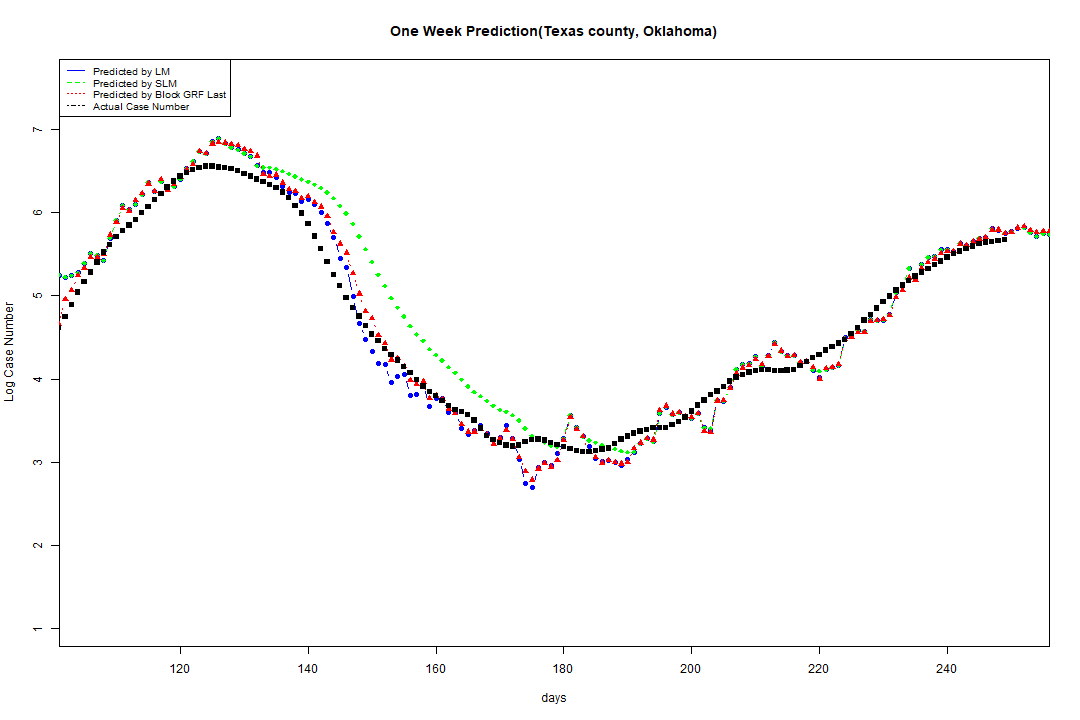 One Week Prediction(Texas county, Oklahoma)
Predicted by LM
Predicted by SLM
Predicted by Block GRF Last
Actual Case Number
7
6
5
4
3
2
1
Log Case Number
120 140 160 180 200 220 240
days